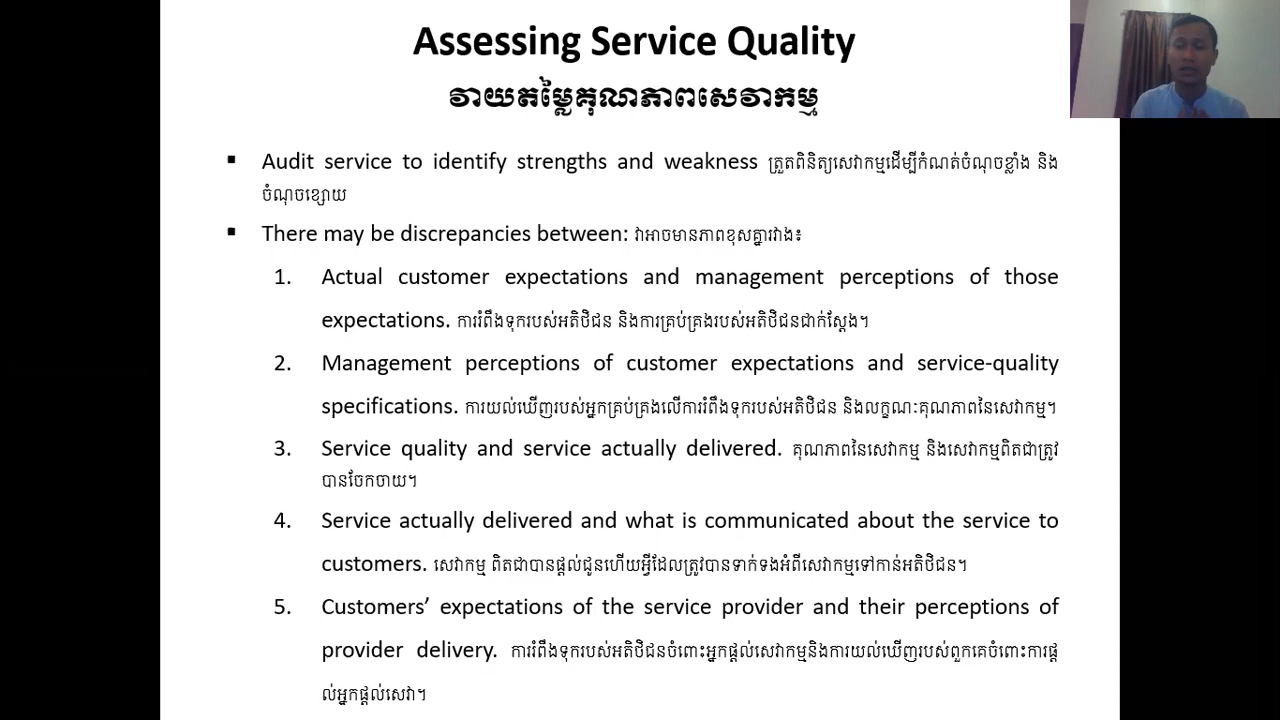 Assessing Service Quality
វាយតម្លៃគុណភាពសេវាកម្ម
▪ Audit service to identify strengths and weakness ត្រួតពិនិត្យសេវាកម្មដើម្បីកំណត់ចំណុចខ្លាំង និង
ចំណុចខ្សោយ
▪ There may be discrepancies between: វាអាចមានភាពខុសគ្នារវាង៖
1. Actual customer expectations and management perceptions of those
expectations. ការរំពឹងទុករបស់អតិថិជន និងការគ្រប់គ្រងរបស់អតិថិជនជាក់ស្តែង។
2. Management perceptions of customer expectations and service-quality
specifications. ការយល់ឃើញរបស់អ្នកគ្រប់គ្រងលើការរំពឹងទុករបស់អតិថិជន និងលក្ខណៈគុណភាពនៃសេវាកម្ម។
3. Service quality and service actually delivered. គុណភាពនៃសេវាកម្ម និងសេវាកម្មពិតជាត្រូវ
បានចែកចាយ។
4. Service actually delivered and what is communicated about the service to
customers. សេវាកម្ម ពិតជាបានផ្តល់ជូនហើយអ្វីដែលត្រូវបានទាក់ទងអំពីសេវាកម្មទៅកាន់អតិថិជន។
5. Customers’ expectations of the service provider and their perceptions of
provider delivery. ការរំពឹងទុករបស់អតិថិជនចំពោះអ្នកផ្តល់សេវាកម្មនិងការយល់ឃើញរបស់ពួកគេចំពោះការផ្ត
ល់អ្នកផ្តល់សេវា។